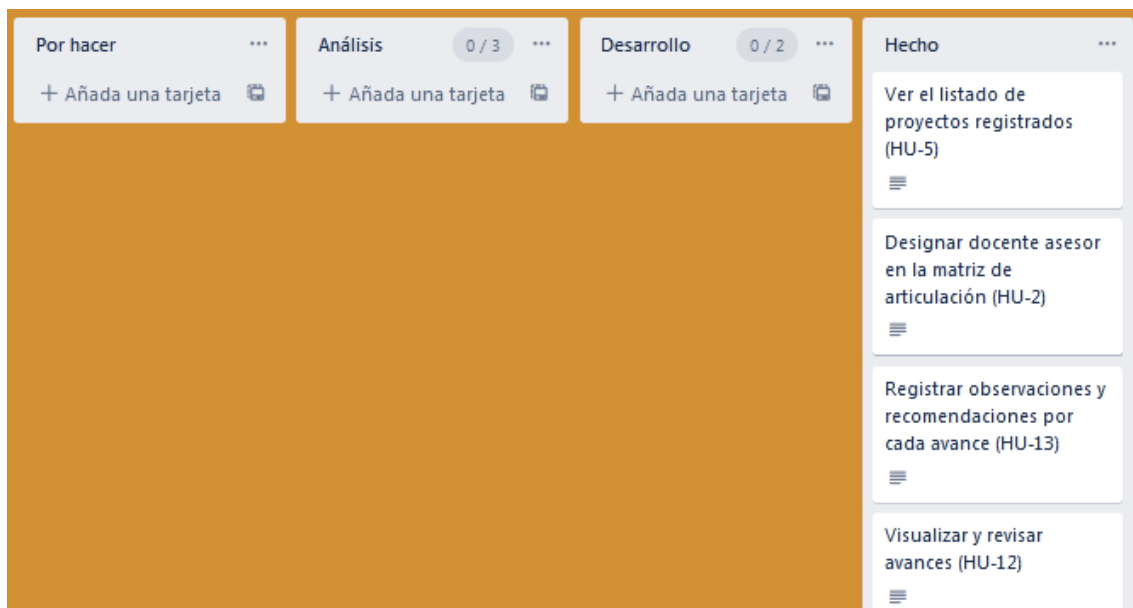 Por hacer
Añada una tarjeta
Análisis
0 / 3
Añada una tarjeta
Desarrollo
0 / 2
Añada una tarjeta
Hecho
Ver el listado de
proyectos registrados
(HU-5)
Designar docente asesor
en la matriz de
articulación (HU-2)
Registrar observaciones y
recomendaciones por
cada avance (HU-13)
Visualizar y revisar
avances (HU-12)